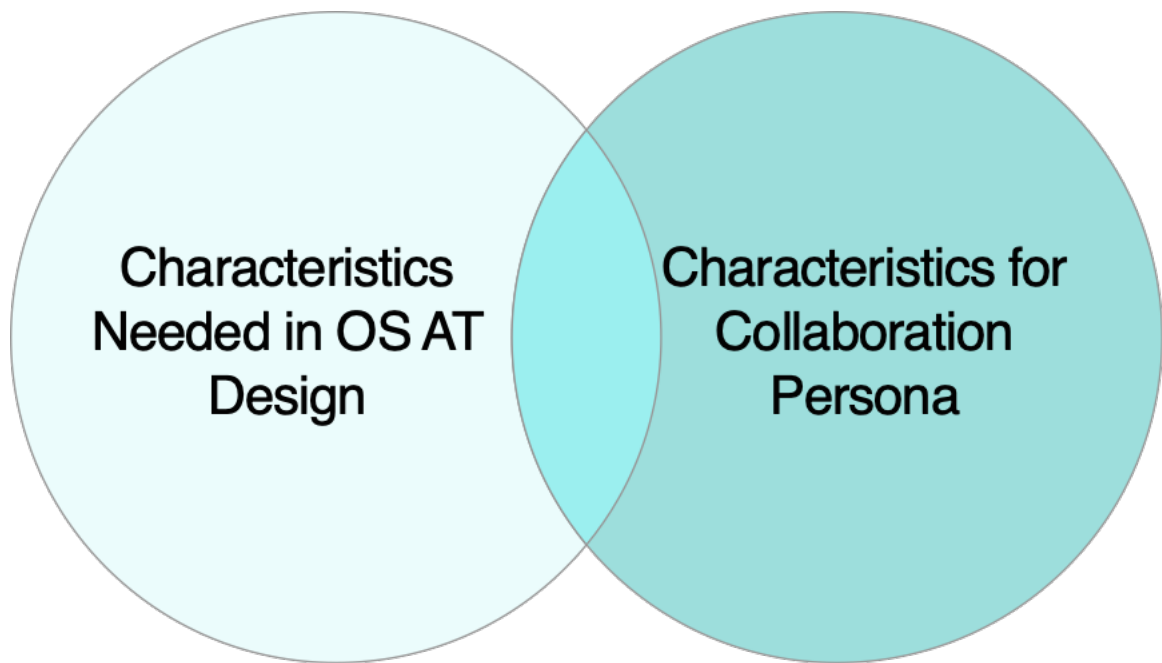 Characteristics
Needed in OS AT
Design
Characteristics for
Collaboration
Persona